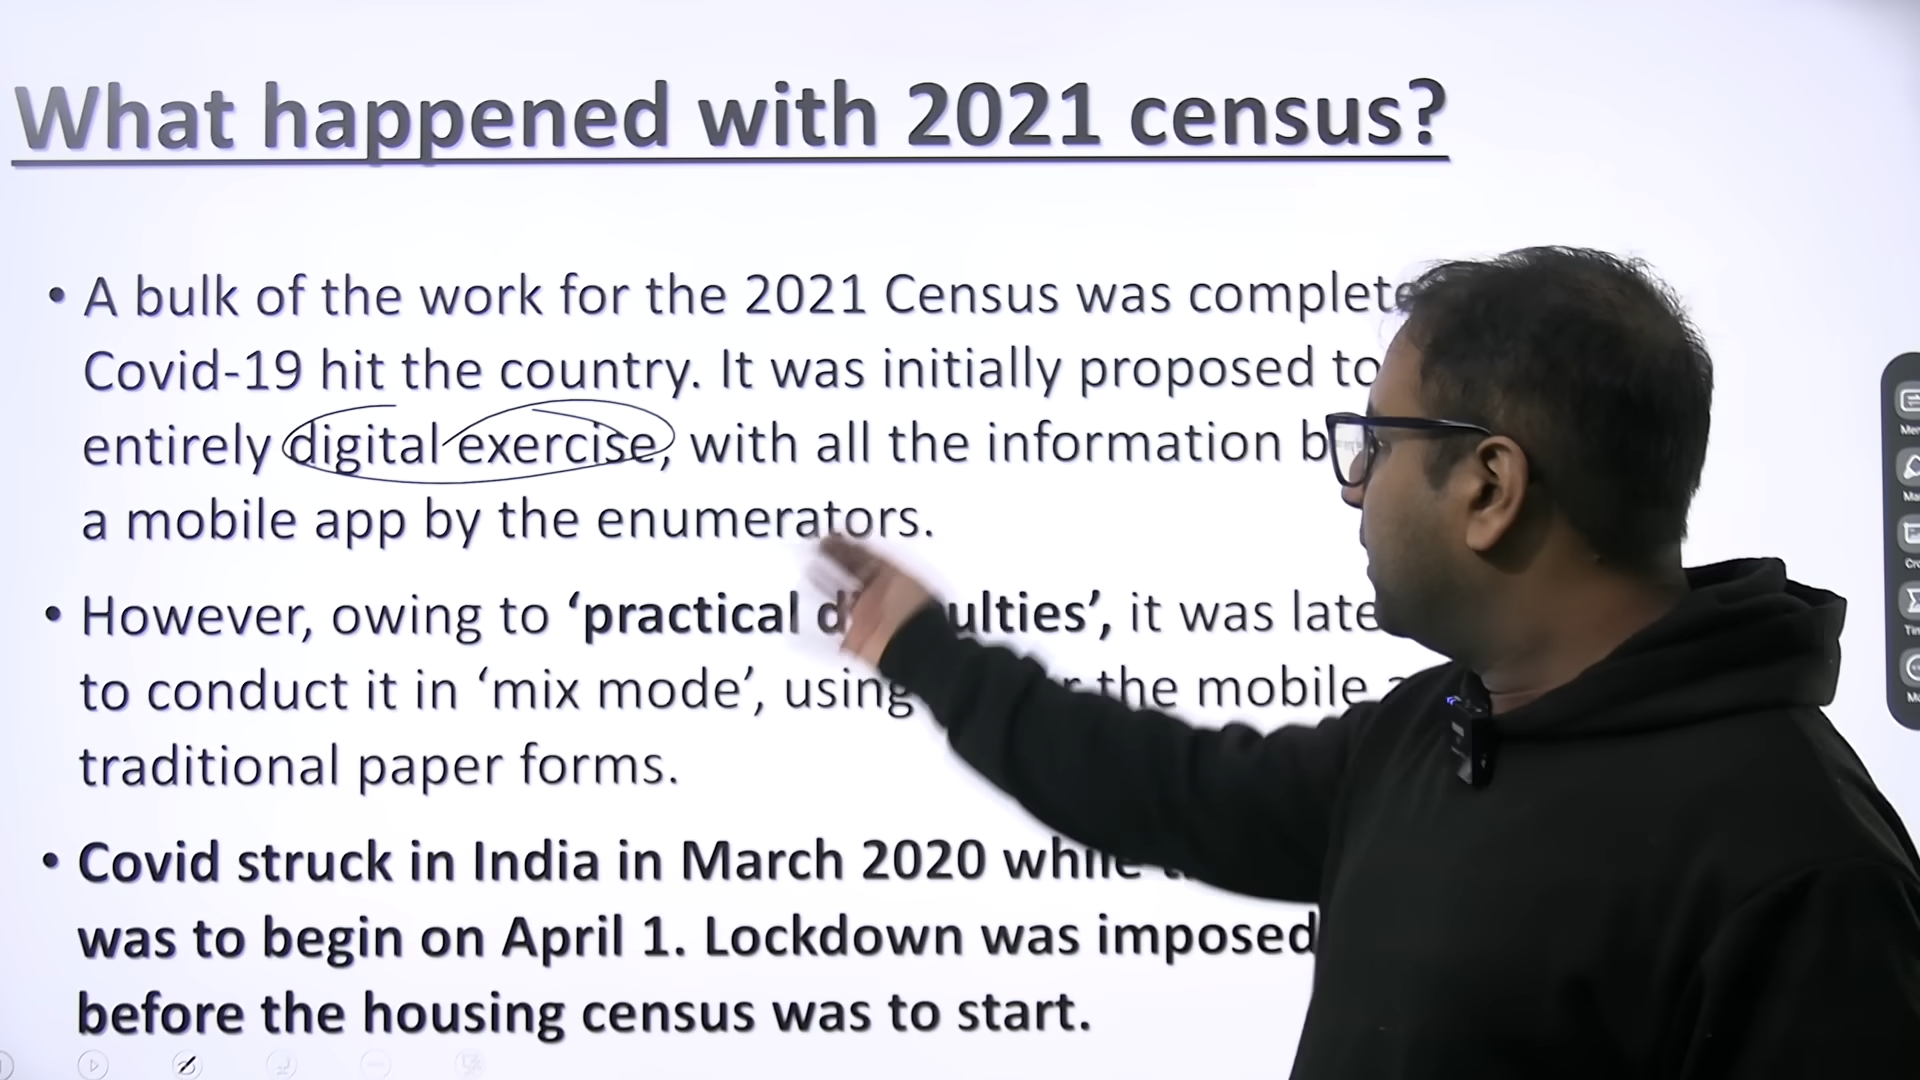 What happened with 2021 census?
• A bulk of the work for the 2021 Census was complet
Covid-19 hit the country. It was initially proposed to
entirely digital exercise, with all the information b
a mobile app by the enumerators.
• However, owing to ‘practical d ulties’, it was late
to conduct it in ‘mix mode’, using the mobile
traditional paper forms.
• Covid struck in India in March 2020 while
was to begin on April 1. Lockdown was imposed
before the housing census was to start.